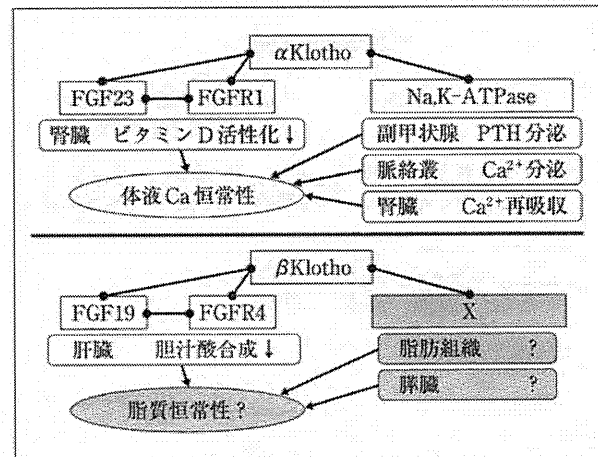 αKlotho
FGF23 FGFR1 Na,K-ATPase
腎臓 ビタミンD活性化↓ 副甲状腺 PTH分泌
脈絡叢 Ca²⁺分泌
体液Ca恒常性
腎臓 Ca²⁺再吸収
βKlotho
FGF19 FGFR4 X
肝臓 胆汁酸合成↓ 脂肪組織 ?
膵臓 ?
脂質恒常性?